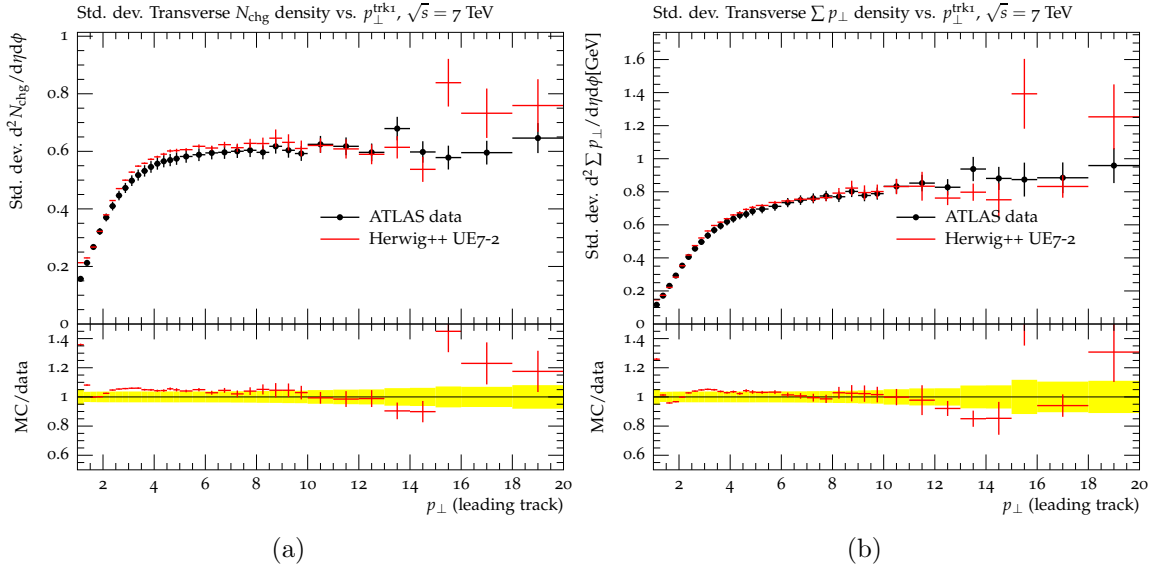 Std. dev. Transverse N_chg density vs. p_⊥^trk1, √s = 7 TeV
Std. dev. d² N_chg/dηdϕ
1
0.8
0.6
0.4
0.2
0
ATLAS data
Herwig++ UE7-2
MC/data
1.4
1.2
1
0.8
0.6
2 4 6 8 10 12 14 16 18 20
p_⊥ (leading track)
(a)
Std. dev. Transverse ∑ p_⊥ density vs. p_⊥^trk1, √s = 7 TeV
Std. dev. d² ∑ p_⊥/dηdϕ[GeV]
1.6
1.4
1.2
1
0.8
0.6
0.4
0.2
0
ATLAS data
Herwig++ UE7-2
MC/data
1.4
1.2
1
0.8
0.6
2 4 6 8 10 12 14 16 18 20
p_⊥ (leading track)
(b)